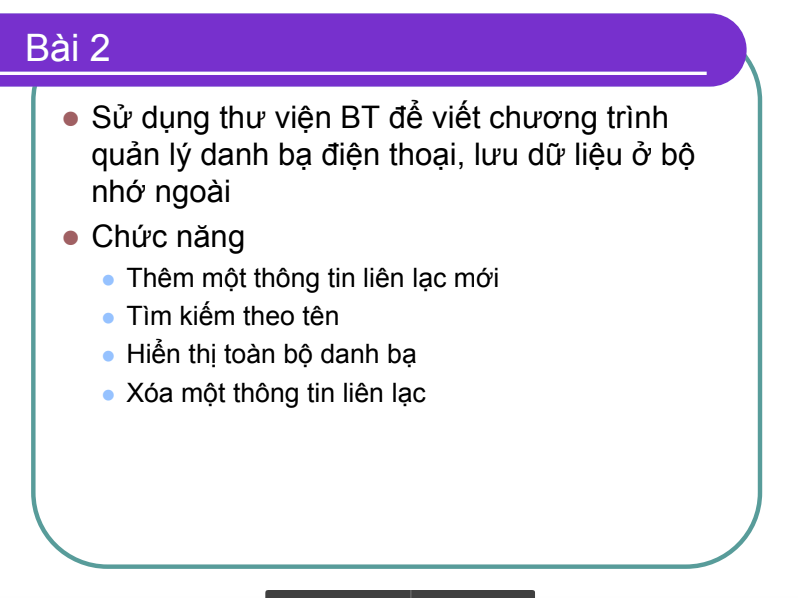 Bài 2
Sử dụng thư viện BT để viết chương trình
quản lý danh bạ điện thoại, lưu dữ liệu ở bộ
nhớ ngoài
Chức năng
Thêm một thông tin liên lạc mới
Tìm kiếm theo tên
Hiển thị toàn bộ danh bạ
Xóa một thông tin liên lạc